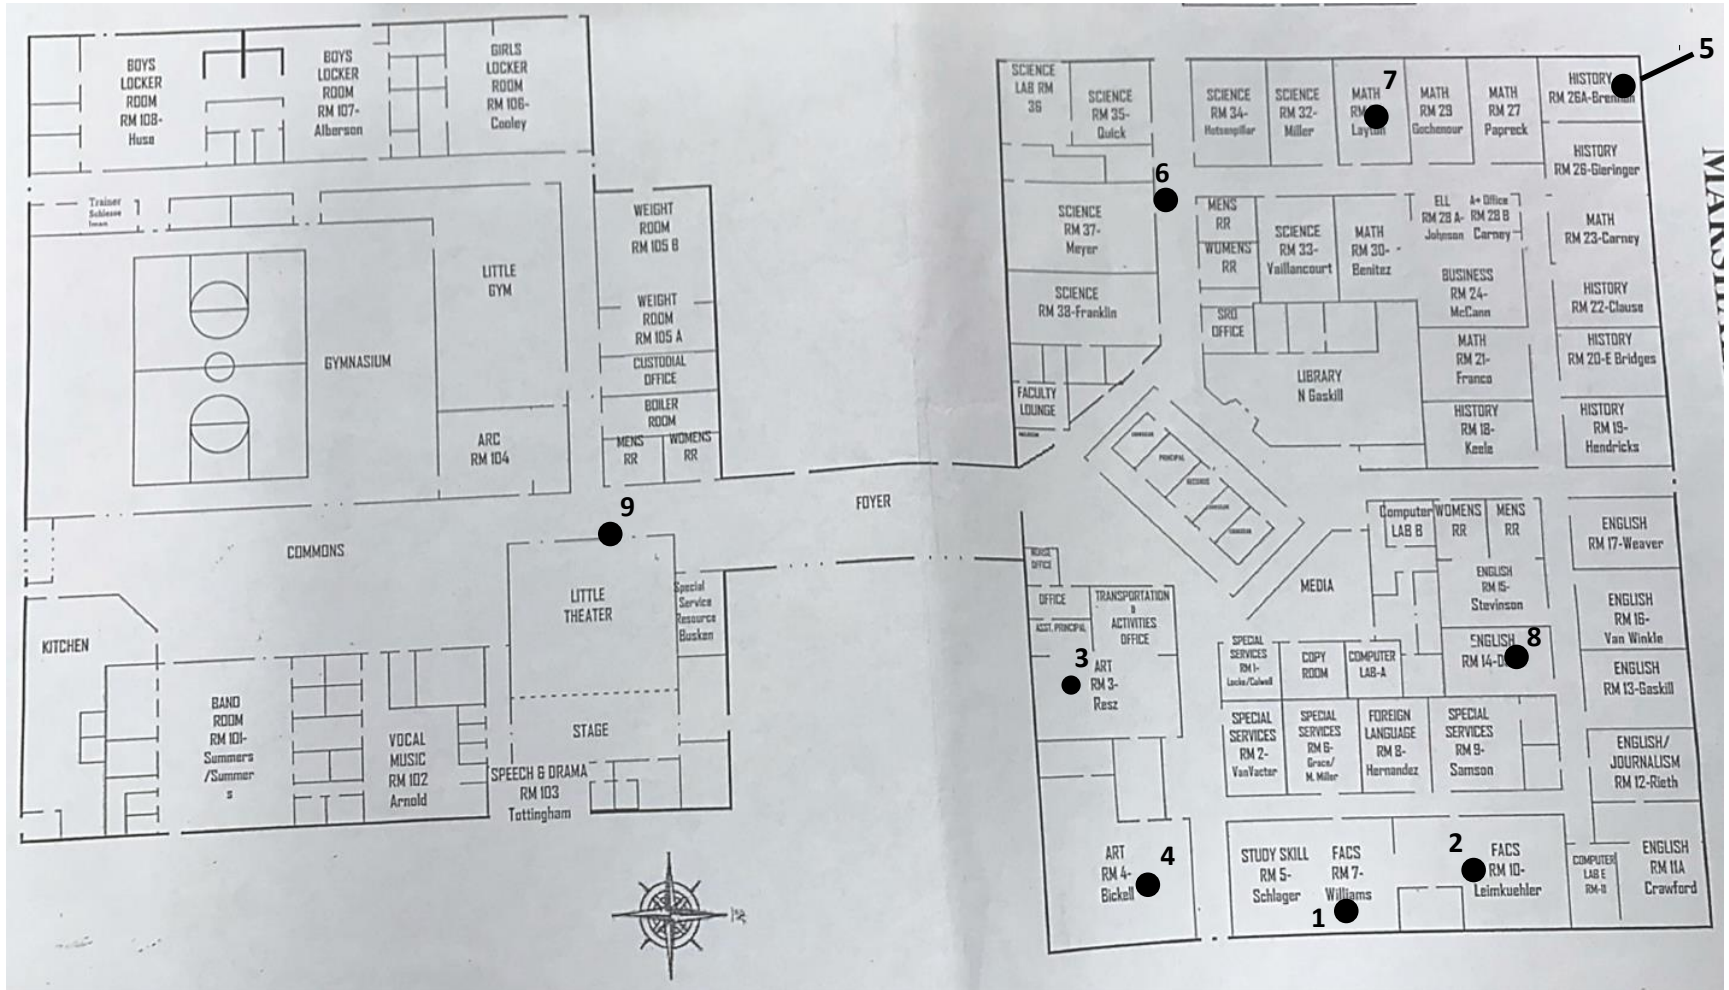 BOYS
LOCKER
ROOM
RM 108-
Huse
BOYS
LOCKER
ROOM
RM 107-
Alberson
GIRLS
LOCKER
ROOM
RM 106-
Cooley
Trainer
WEIGHT
ROOM
RM 105 B
WEIGHT
ROOM
RM 105 A
CUSTODIAL
OFFICE
BOILER
ROOM
MENS
RR
WOMENS
RR
LITTLE
GYM
GYMNASIUM
ARC
RM 104
9
FOYER
COMMONS
KITCHEN
LITTLE
THEATER
Special
Service
Resource
Busken
STAGE
BAND
ROOM
RM 101-
Summers
/Summer
s
VOCAL
MUSIC
RM 102
Arnold
SPEECH & DRAMA
RM 103
Tottingham
SCIENCE
LAB RM
36
SCIENCE
RM 35-
Quick
SCIENCE
RM 34-
SCIENCE
RM 32-
Miller
7
MATH
Layton
MATH
RM 29
Gochenour
MATH
RM 27
Papreck
5
HISTORY
RM 26A-Brennan
HISTORY
RM 26-Gieringer
6
SCIENCE
RM 37-
Meyer
SCIENCE
RM 38-Franklin
FACULTY
LOUNGE
MENS
RR
WOMENS
RR
SRO
OFFICE
SCIENCE
RM 33-
Vaillancourt
MATH
RM 30-
Benitez
ELL
RM 28 A-
Johnson
A+ Office
RM 28 B
Carney
MATH
RM 23-Carney
BUSINESS
RM 24-
McCann
HISTORY
RM 22-Clause
MATH
RM 21-
Franco
HISTORY
RM 20-E Bridges
LIBRARY
N Gaskill
HISTORY
RM 18-
Keele
HISTORY
RM 19-
Hendricks
PRINCIPAL
Computer
LAB B
WOMENS
RR
MENS
RR
ENGLISH
RM 17-Weaver
MEDIA
ENGLISH
RM 15-
Stevinson
ENGLISH
RM 16-
Van Winkle
NURSE
OFFICE
OFFICE
ASST. PRINCIPAL
TRANSPORTATION
&
ACTIVITIES
OFFICE
3
ART
RM 3-
Resz
SPECIAL
SERVICES
RM 1-
COPY
ROOM
COMPUTER
LAB-A
8
ENGLISH
RM 14-
ENGLISH
RM 13-Gaskill
SPECIAL
SERVICES
RM 2-
VanVacter
SPECIAL
SERVICES
RM 6-
Grace/
M. Miller
FOREIGN
LANGUAGE
RM 8-
Hernandez
SPECIAL
SERVICES
RM 9-
Samson
ENGLISH/
JOURNALISM
RM 12-Rieth
ART
RM 4-
Bickell
4
STUDY SKILL
RM 5-
Schlager
FACS
RM 7-
Williams
1
2
FACS
RM 10-
Leimkuehler
COMPUTER
LAB E
RM-11
ENGLISH
RM 11A
Crawford